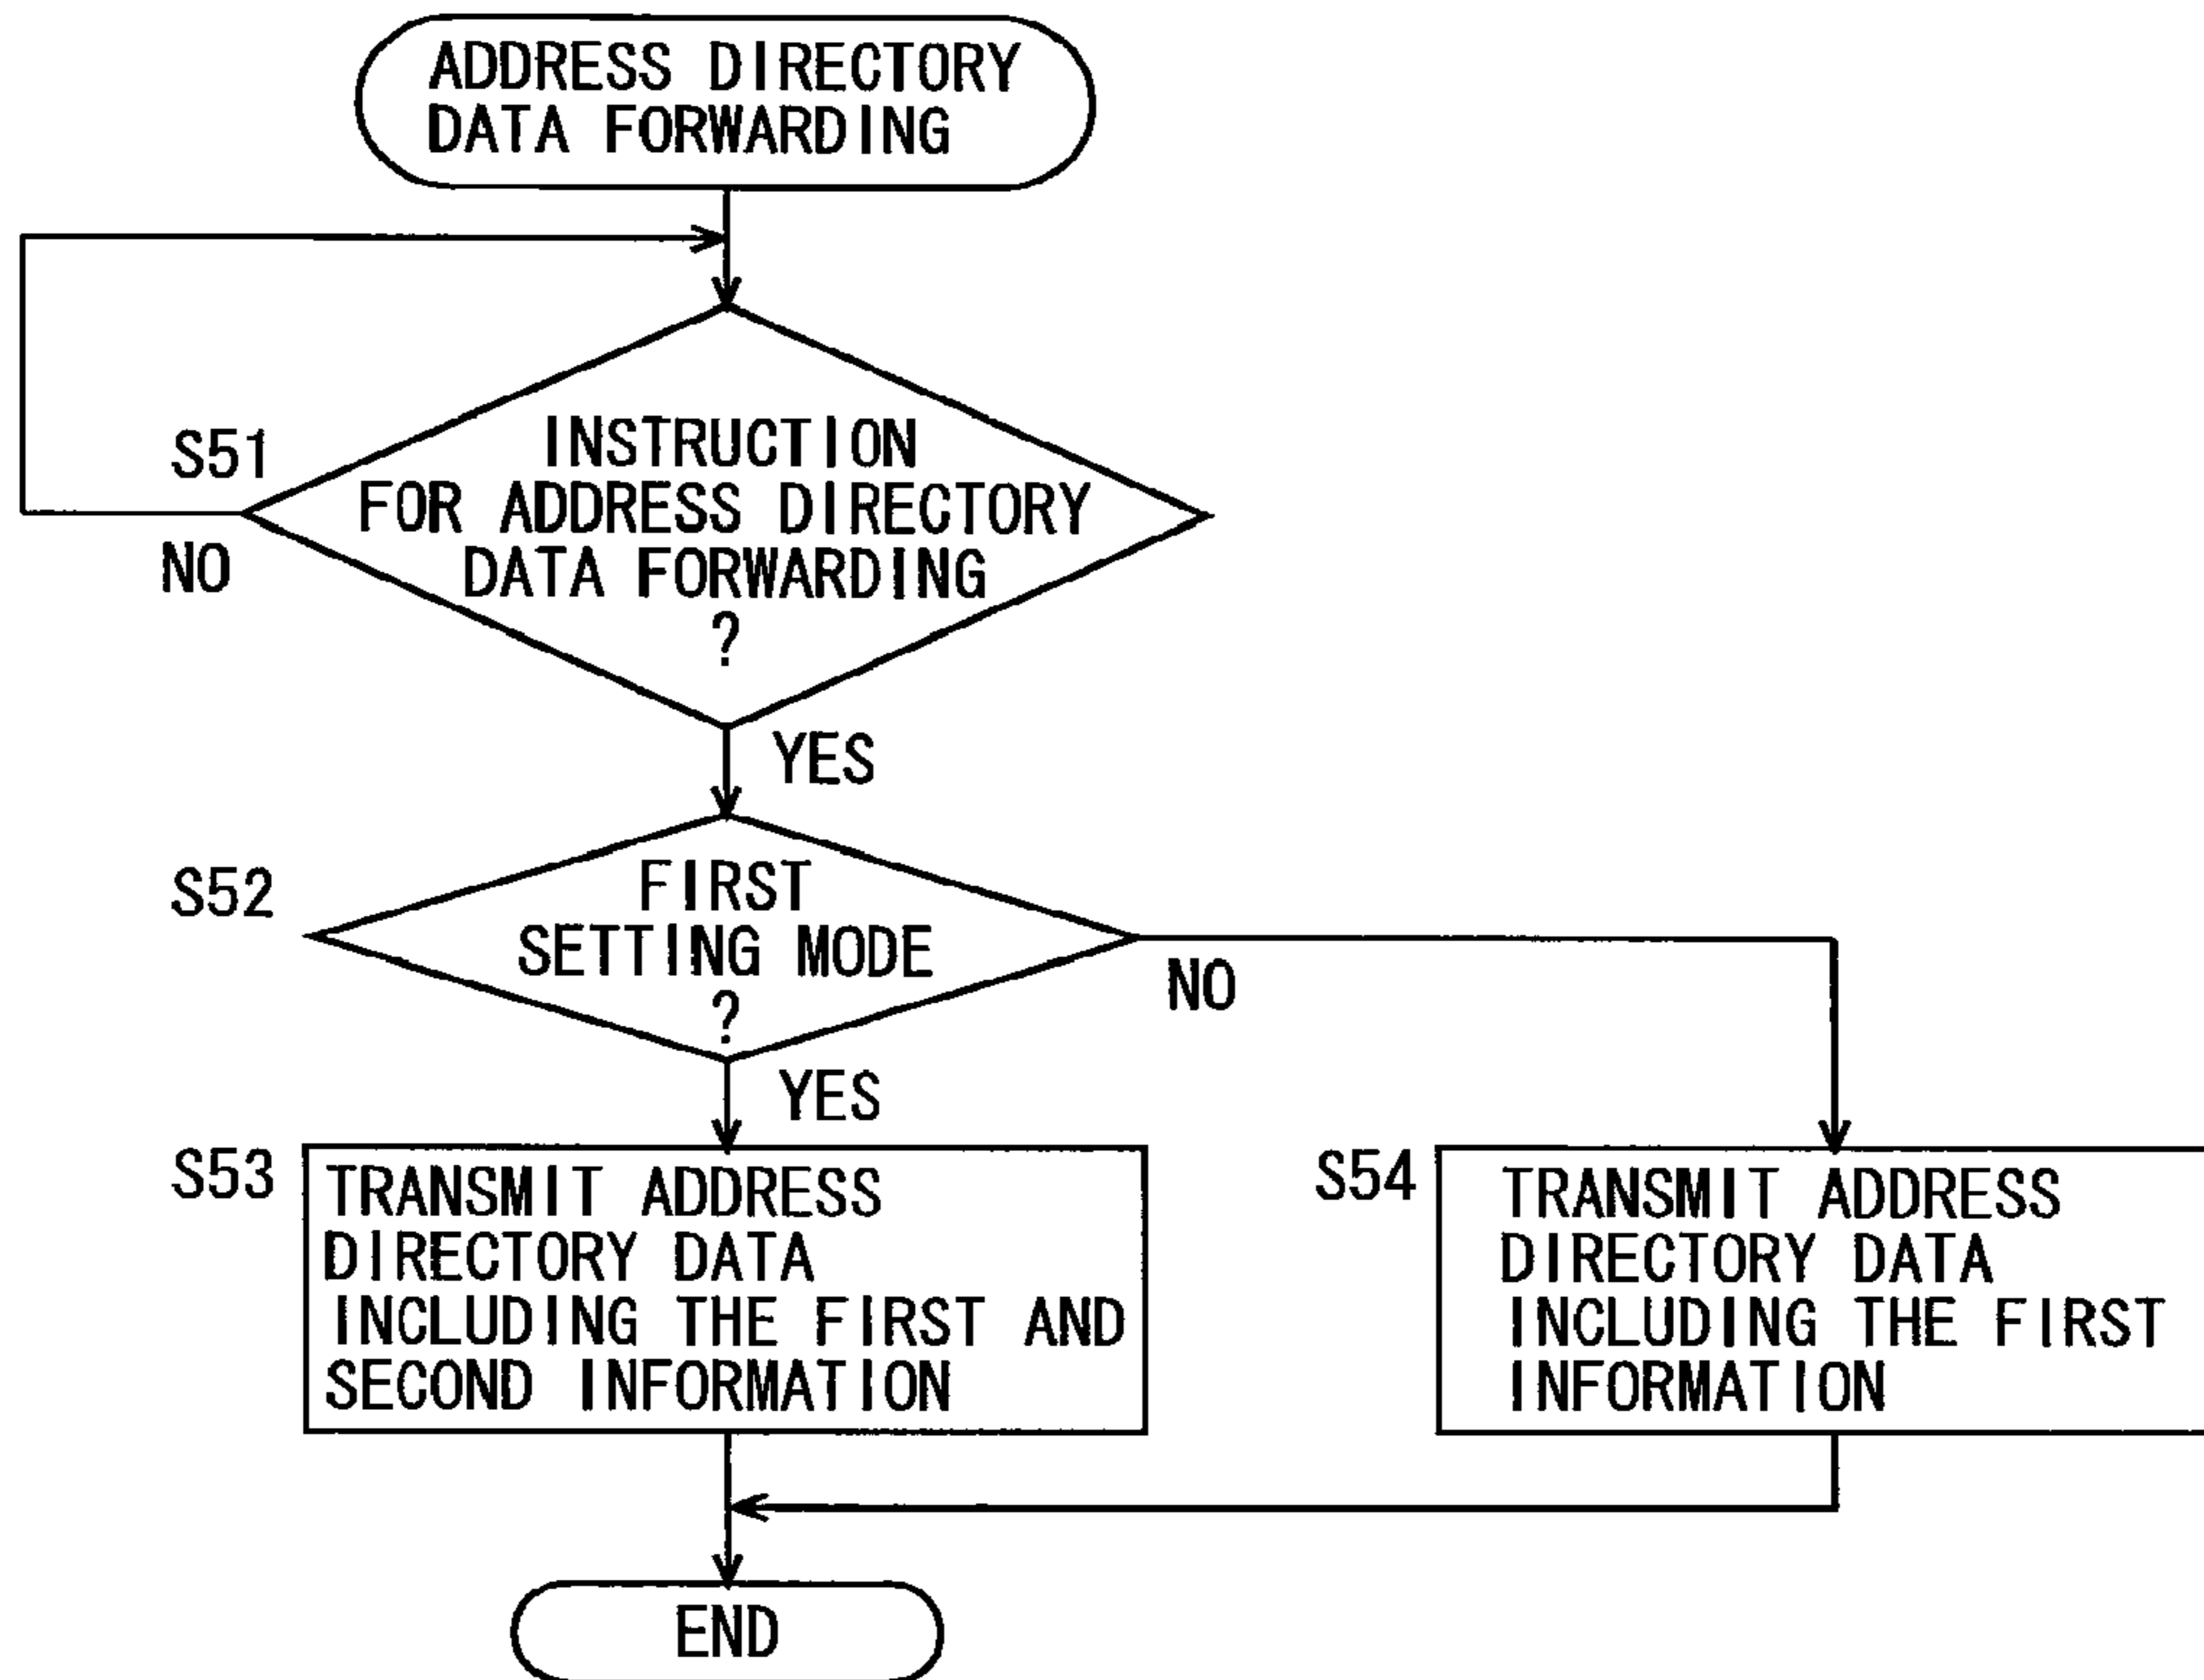 ADDRESS DIRECTORY
DATA FORWARDING
S51
INSTRUCTION
FOR ADDRESS DIRECTORY
DATA FORWARDING
?
NO
YES
S52
FIRST
SETTING MODE
?
NO
YES
S53
TRANSMIT ADDRESS
DIRECTORY DATA
INCLUDING THE FIRST AND
SECOND INFORMATION
S54
TRANSMIT ADDRESS
DIRECTORY DATA
INCLUDING THE FIRST
INFORMATION
END